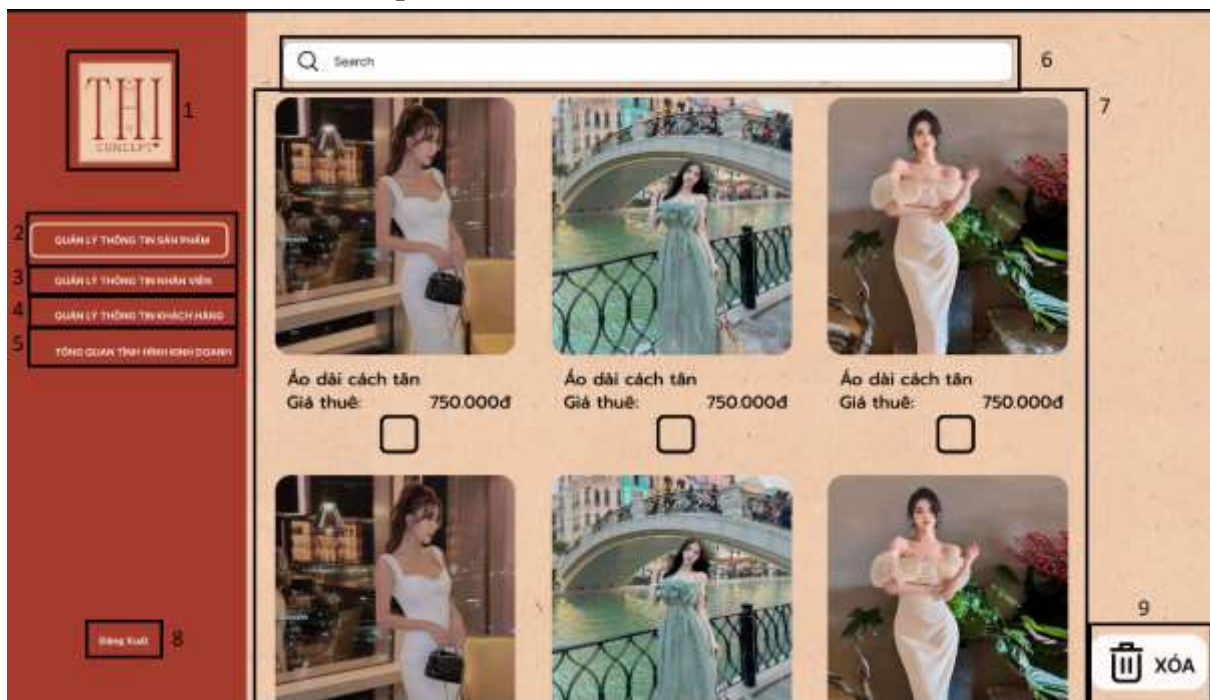 THI
CONCEPT
1
2
QUẢN LÝ THÔNG TIN SẢN PHẨM
3
QUẢN LÝ THÔNG TIN NHÂN VIÊN
4
QUẢN LÝ THÔNG TIN KHÁCH HÀNG
5
TỔNG QUAN TÌNH HÌNH KINH DOANH
Đăng Xuất
8
Search
6
7
Áo dài cách tân
Giá thuê: 750.000đ
Áo dài cách tân
Giá thuê: 750.000đ
Áo dài cách tân
Giá thuê: 750.000đ
9
XÓA